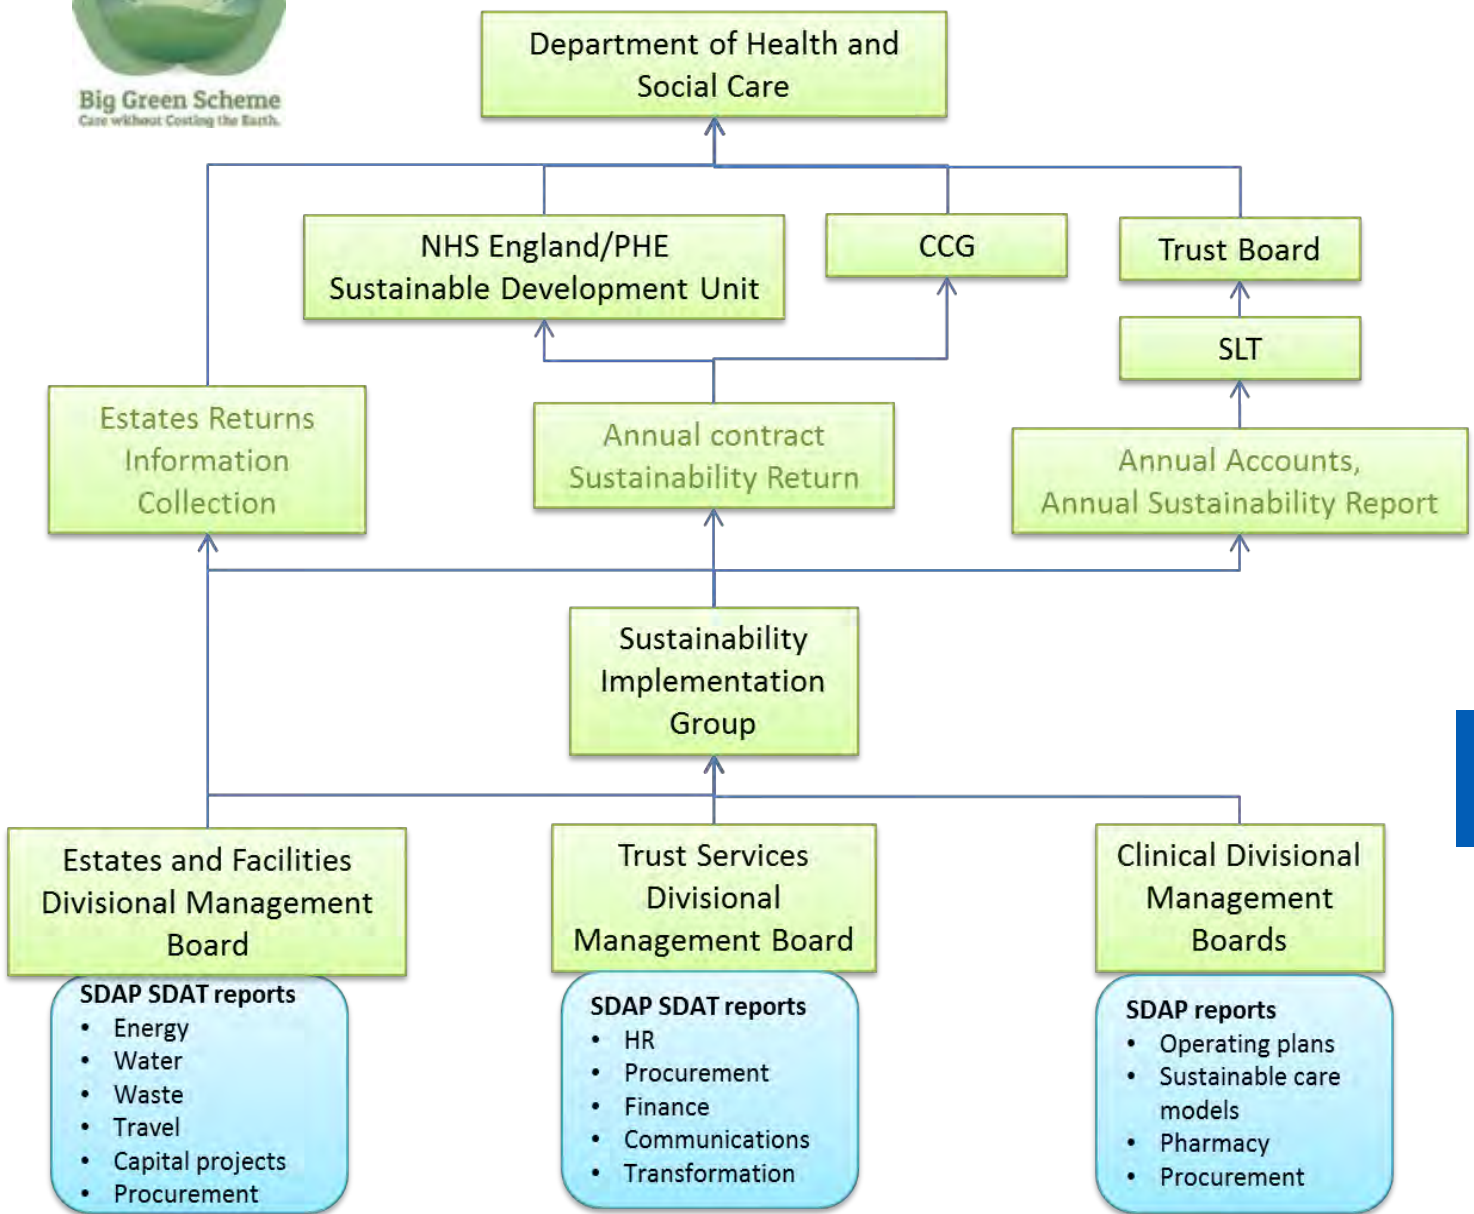 Big Green Scheme
Care without Costing the Earth.
Department of Health and
Social Care
NHS England/PHE
Sustainable Development Unit
CCG
Trust Board
SLT
Estates Returns
Information
Collection
Annual contract
Sustainability Return
Annual Accounts,
Annual Sustainability Report
Sustainability
Implementation
Group
Estates and Facilities
Divisional Management
Board
Trust Services
Divisional
Management Board
Clinical Divisional
Management
Boards
SDAP SDAT reports
• Energy
• Water
• Waste
• Travel
• Capital projects
• Procurement
SDAP SDAT reports
• HR
• Procurement
• Finance
• Communications
• Transformation
SDAP reports
• Operating plans
• Sustainable care
models
• Pharmacy
• Procurement